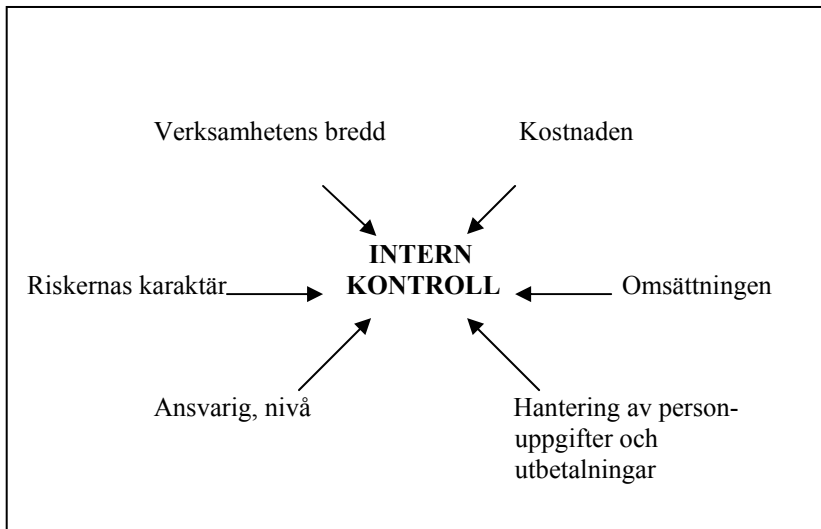 Verksamhetens bredd
Kostnaden
INTERN
KONTROLL
Riskernas karaktär
Omsättningen
Ansvarig, nivå
Hantering av person-
uppgifter och
utbetalningar